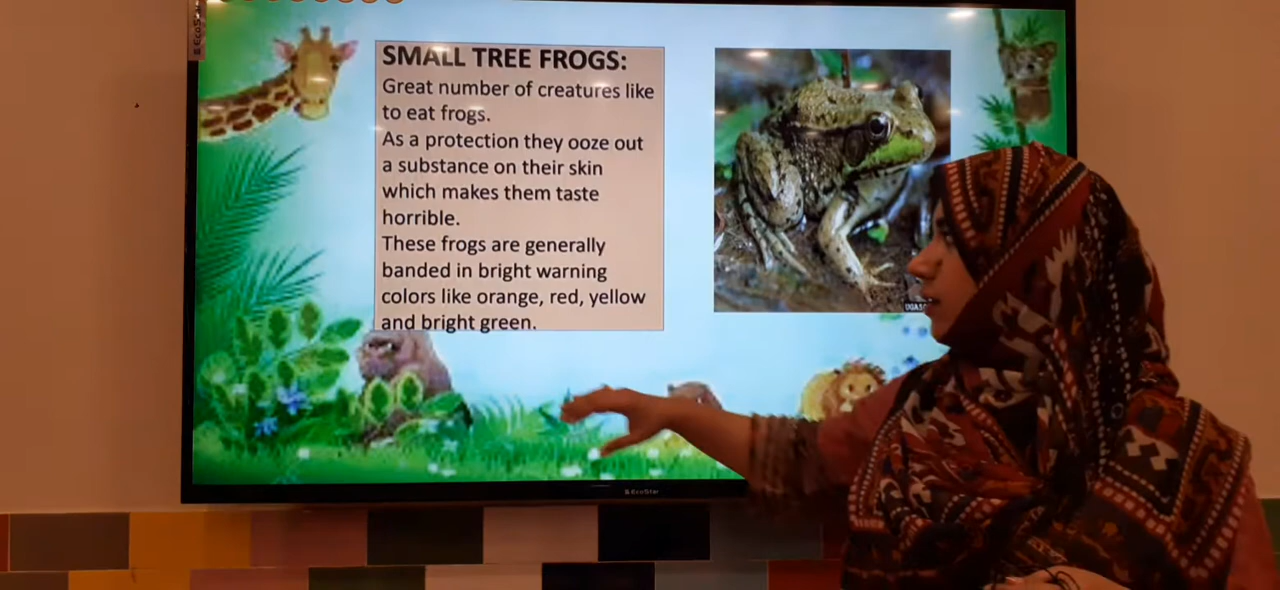 EcoStar
SMALL TREE FROGS:
Great number of creatures like
to eat frogs.
As a protection they ooze out
a substance on their skin
which makes them taste
horrible.
These frogs are generally
banded in bright warning
colors like orange, red, yellow
and bright green.
EcoStar